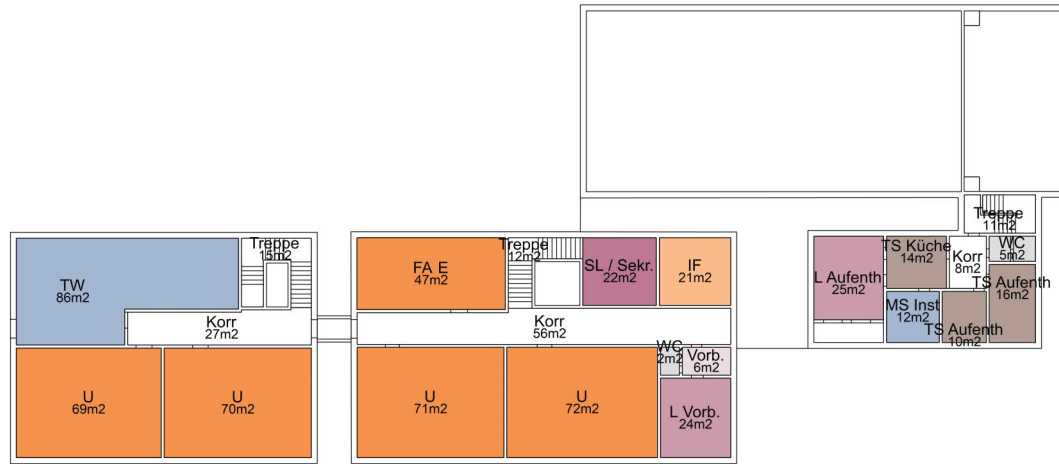 Treppe
15m2
TW
86m2
Korr
27m2
U
69m2
U
70m2
FA E
47m2
Treppe
12m2
SL / Sekr.
22m2
IF
21m2
Korr
56m2
U
71m2
U
72m2
WC
2m2
Vorb.
6m2
L Vorb.
24m2
Treppe
11m2
L Aufenth
25m2
TS Küche
14m2
Korr
8m2
WC
5m2
TS Aufenth
16m2
MS Inst
12m2
TS Aufenth
10m2